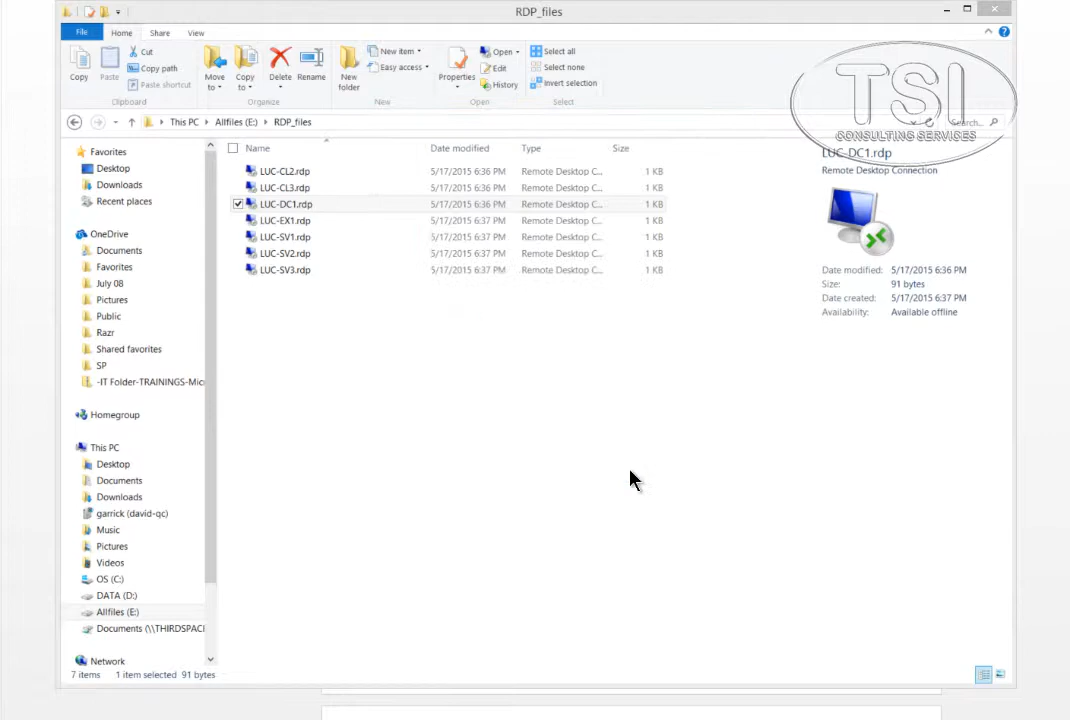 RDP_files
File Home Share View
Copy
Paste
Cut
Copy path
Paste shortcut
Move to
Copy to
Delete
Rename
New folder
New item
Easy access
Properties
Open
Edit
History
Select all
Select none
Invert selection
Clipboard Organize New Open Select
TSI
CONSULTING SERVICES
This PC Allfiles (E:) RDP_files
Search...
Name Date modified Type Size
LUC-CL2.rdp 5/17/2015 6:36 PM Remote Desktop C... 1 KB
LUC-CL3.rdp 5/17/2015 6:36 PM Remote Desktop C... 1 KB
LUC-DC1.rdp 5/17/2015 6:36 PM Remote Desktop C... 1 KB
LUC-EX1.rdp 5/17/2015 6:37 PM Remote Desktop C... 1 KB
LUC-SV1.rdp 5/17/2015 6:37 PM Remote Desktop C... 1 KB
LUC-SV2.rdp 5/17/2015 6:37 PM Remote Desktop C... 1 KB
LUC-SV3.rdp 5/17/2015 6:37 PM Remote Desktop C... 1 KB
Favorites
Desktop
Downloads
Recent places
OneDrive
Documents
Favorites
July 08
Pictures
Public
Razr
Shared favorites
SP
-IT Folder-TRAININGS-Micr
Homegroup
This PC
Desktop
Documents
Downloads
garrick (david-qc)
Music
Pictures
Videos
OS (C:)
DATA (D:)
Allfiles (E:)
Documents (\\THIRDSPACE
Network
LUC-DC1.rdp
Remote Desktop Connection
Date modified: 5/17/2015 6:36 PM
Size: 91 bytes
Date created: 5/17/2015 6:37 PM
Availability: Available offline
7 items 1 item selected 91 bytes